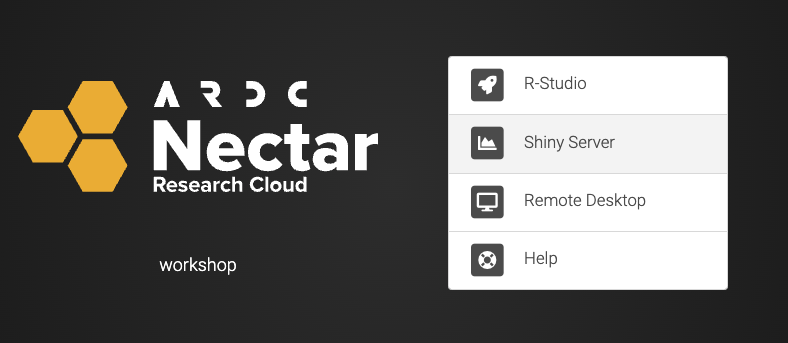 ARDC
Nectar
Research Cloud
workshop
R-Studio
Shiny Server
Remote Desktop
Help